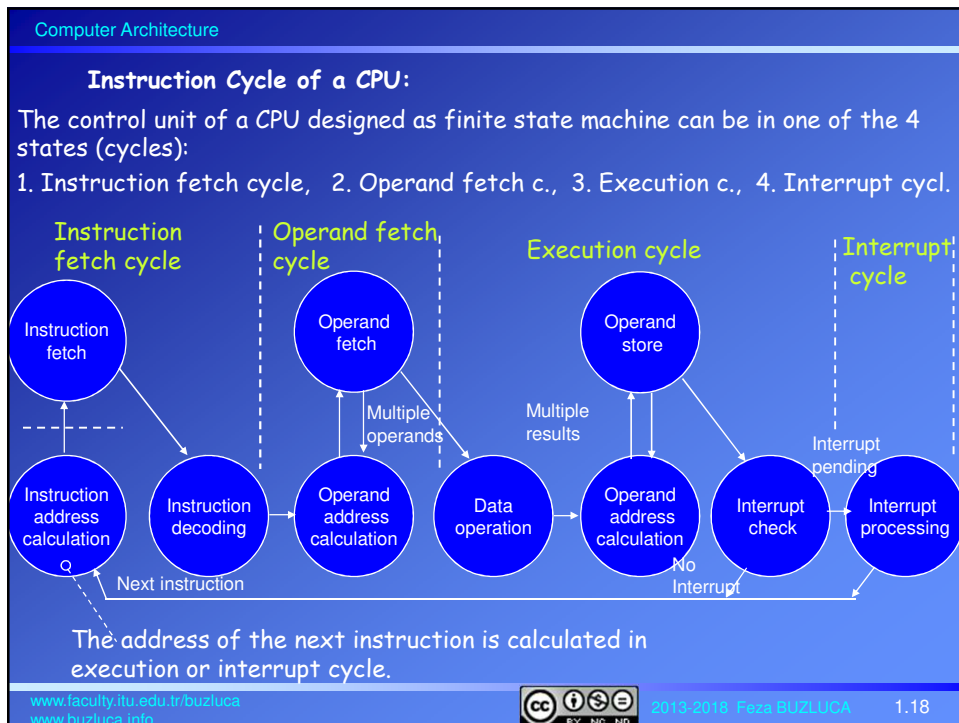 Computer Architecture
Instruction Cycle of a CPU:
The control unit of a CPU designed as finite state machine can be in one of the 4
states (cycles):
1. Instruction fetch cycle, 2. Operand fetch c., 3. Execution c., 4. Interrupt cycl.
Instruction
fetch cycle
Operand fetch
cycle
Execution cycle
Interrupt
cycle
Instruction
fetch
Operand
fetch
Operand
store
Multiple
operands
Multiple
results
Interrupt
pending
Instruction
address
calculation
Instruction
decoding
Operand
address
calculation
Data
operation
Operand
address
calculation
Interrupt
check
Interrupt
processing
No
Interrupt
Next instruction
The address of the next instruction is calculated in
execution or interrupt cycle.
www.faculty.itu.edu.tr/buzluca
www.buzluca.info
cc
BY NC ND
2013-2018 Feza BUZLUCA
1.18